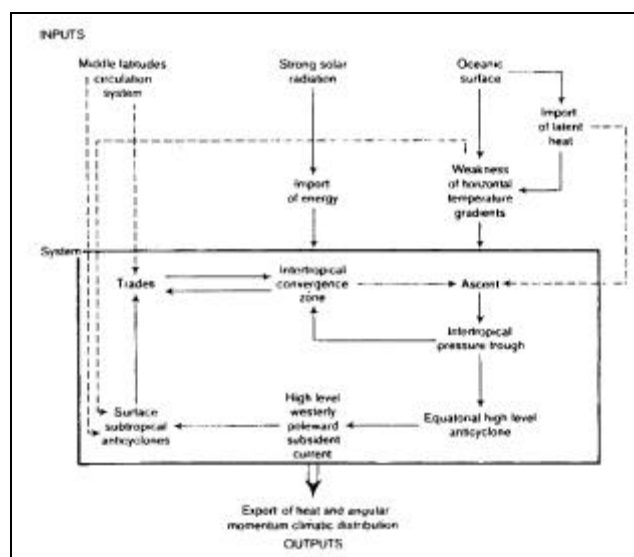 INPUTS
Middle latitudes
circulation
system
Strong solar
radiation
Oceanic
surface
Import
of latent
heat
Import
of energy
Weakness
of horizontal
temperature
gradients
System
Trades
Intertropical
convergence
zone
Ascent
Intertropical
pressure trough
Surface
subtropical
anticyclones
High level
westerly
poleward
subsident
current
Equatorial high level
anticyclone
Export of heat and angular
momentum climatic distribution
OUTPUTS